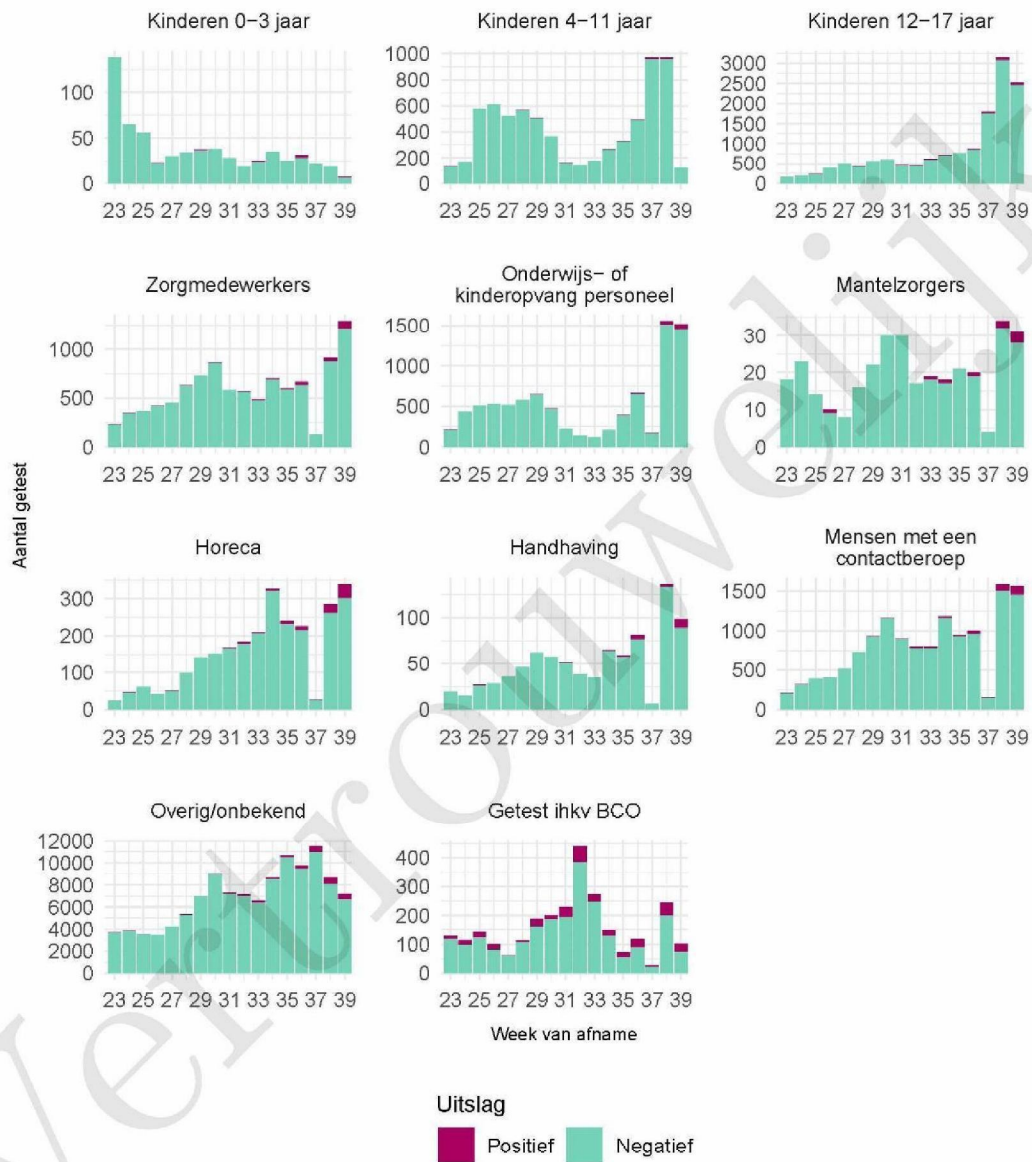 Kinderen 0−3 jaar
100
50
0
23 25 27 29 31 33 35 37 39
Kinderen 4−11 jaar
1000
800
600
400
200
0
23 25 27 29 31 33 35 37 39
Kinderen 12−17 jaar
3000
2500
2000
1500
1000
500
0
23 25 27 29 31 33 35 37 39
Zorgmedewerkers
1000
500
0
23 25 27 29 31 33 35 37 39
Onderwijs− of
kinderopvang personeel
1500
1000
500
0
23 25 27 29 31 33 35 37 39
Mantelzorgers
30
20
10
0
23 25 27 29 31 33 35 37 39
Aantal getest
Horeca
300
200
100
0
23 25 27 29 31 33 35 37 39
Handhaving
100
50
0
23 25 27 29 31 33 35 37 39
Mensen met een
contactberoep
1500
1000
500
0
23 25 27 29 31 33 35 37 39
Overig/onbekend
12000
10000
8000
6000
4000
2000
0
23 25 27 29 31 33 35 37 39
Getest ihkv BCO
400
300
200
100
0
23 25 27 29 31 33 35 37 39
Week van afname
Uitslag
Positief Negatief
Vertrouwelijk